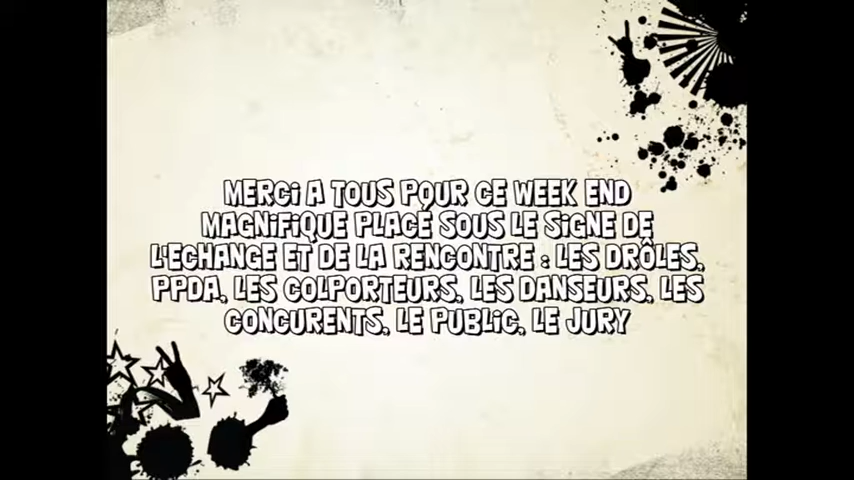 MERCI A TOUS POUR CE WEEK END
MAGNIFIQUE PLACÉ SOUS LE SIGNE DE
L'ECHANGE ET DE LA RENCONTRE : LES DRÔLES,
PPDA, LES COLPORTEURS, LES DANSEURS, LES
CONCURENTS, LE PUBLIC, LE JURY